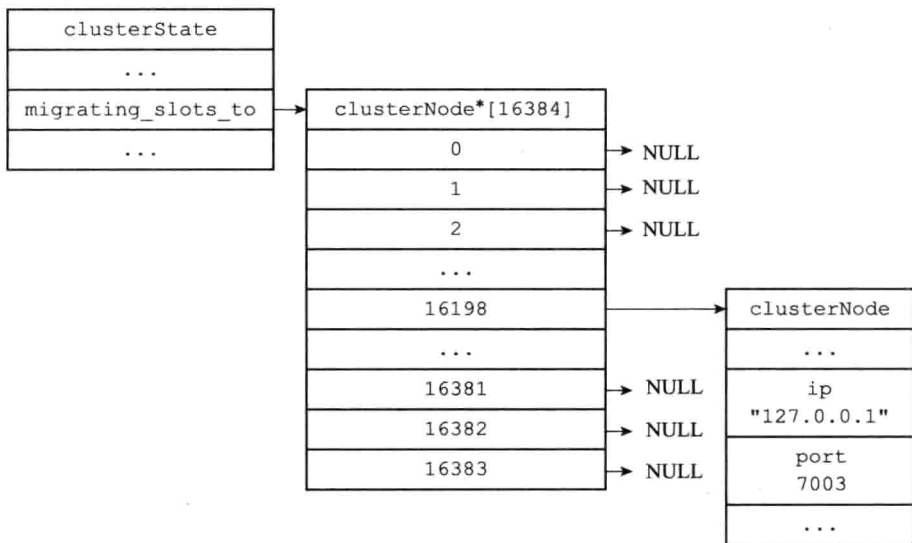 clusterState
...
migrating_slots_to
...
clusterNode*[16384]
0
NULL
1
NULL
2
NULL
...
16198
...
16381
NULL
16382
NULL
16383
NULL
clusterNode
...
ip
"127.0.0.1"
port
7003
...